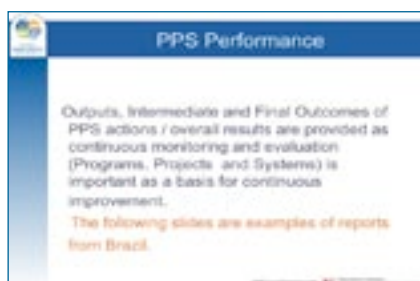 PPS Performance
Outputs, Intermediate and Final Outcomes of
PPS actions / overall results are provided as
continuous monitoring and evaluation
(Programs, Projects and Systems) is
important as a basis for continuous
improvement.
The following slides are examples of reports
from Brazil.